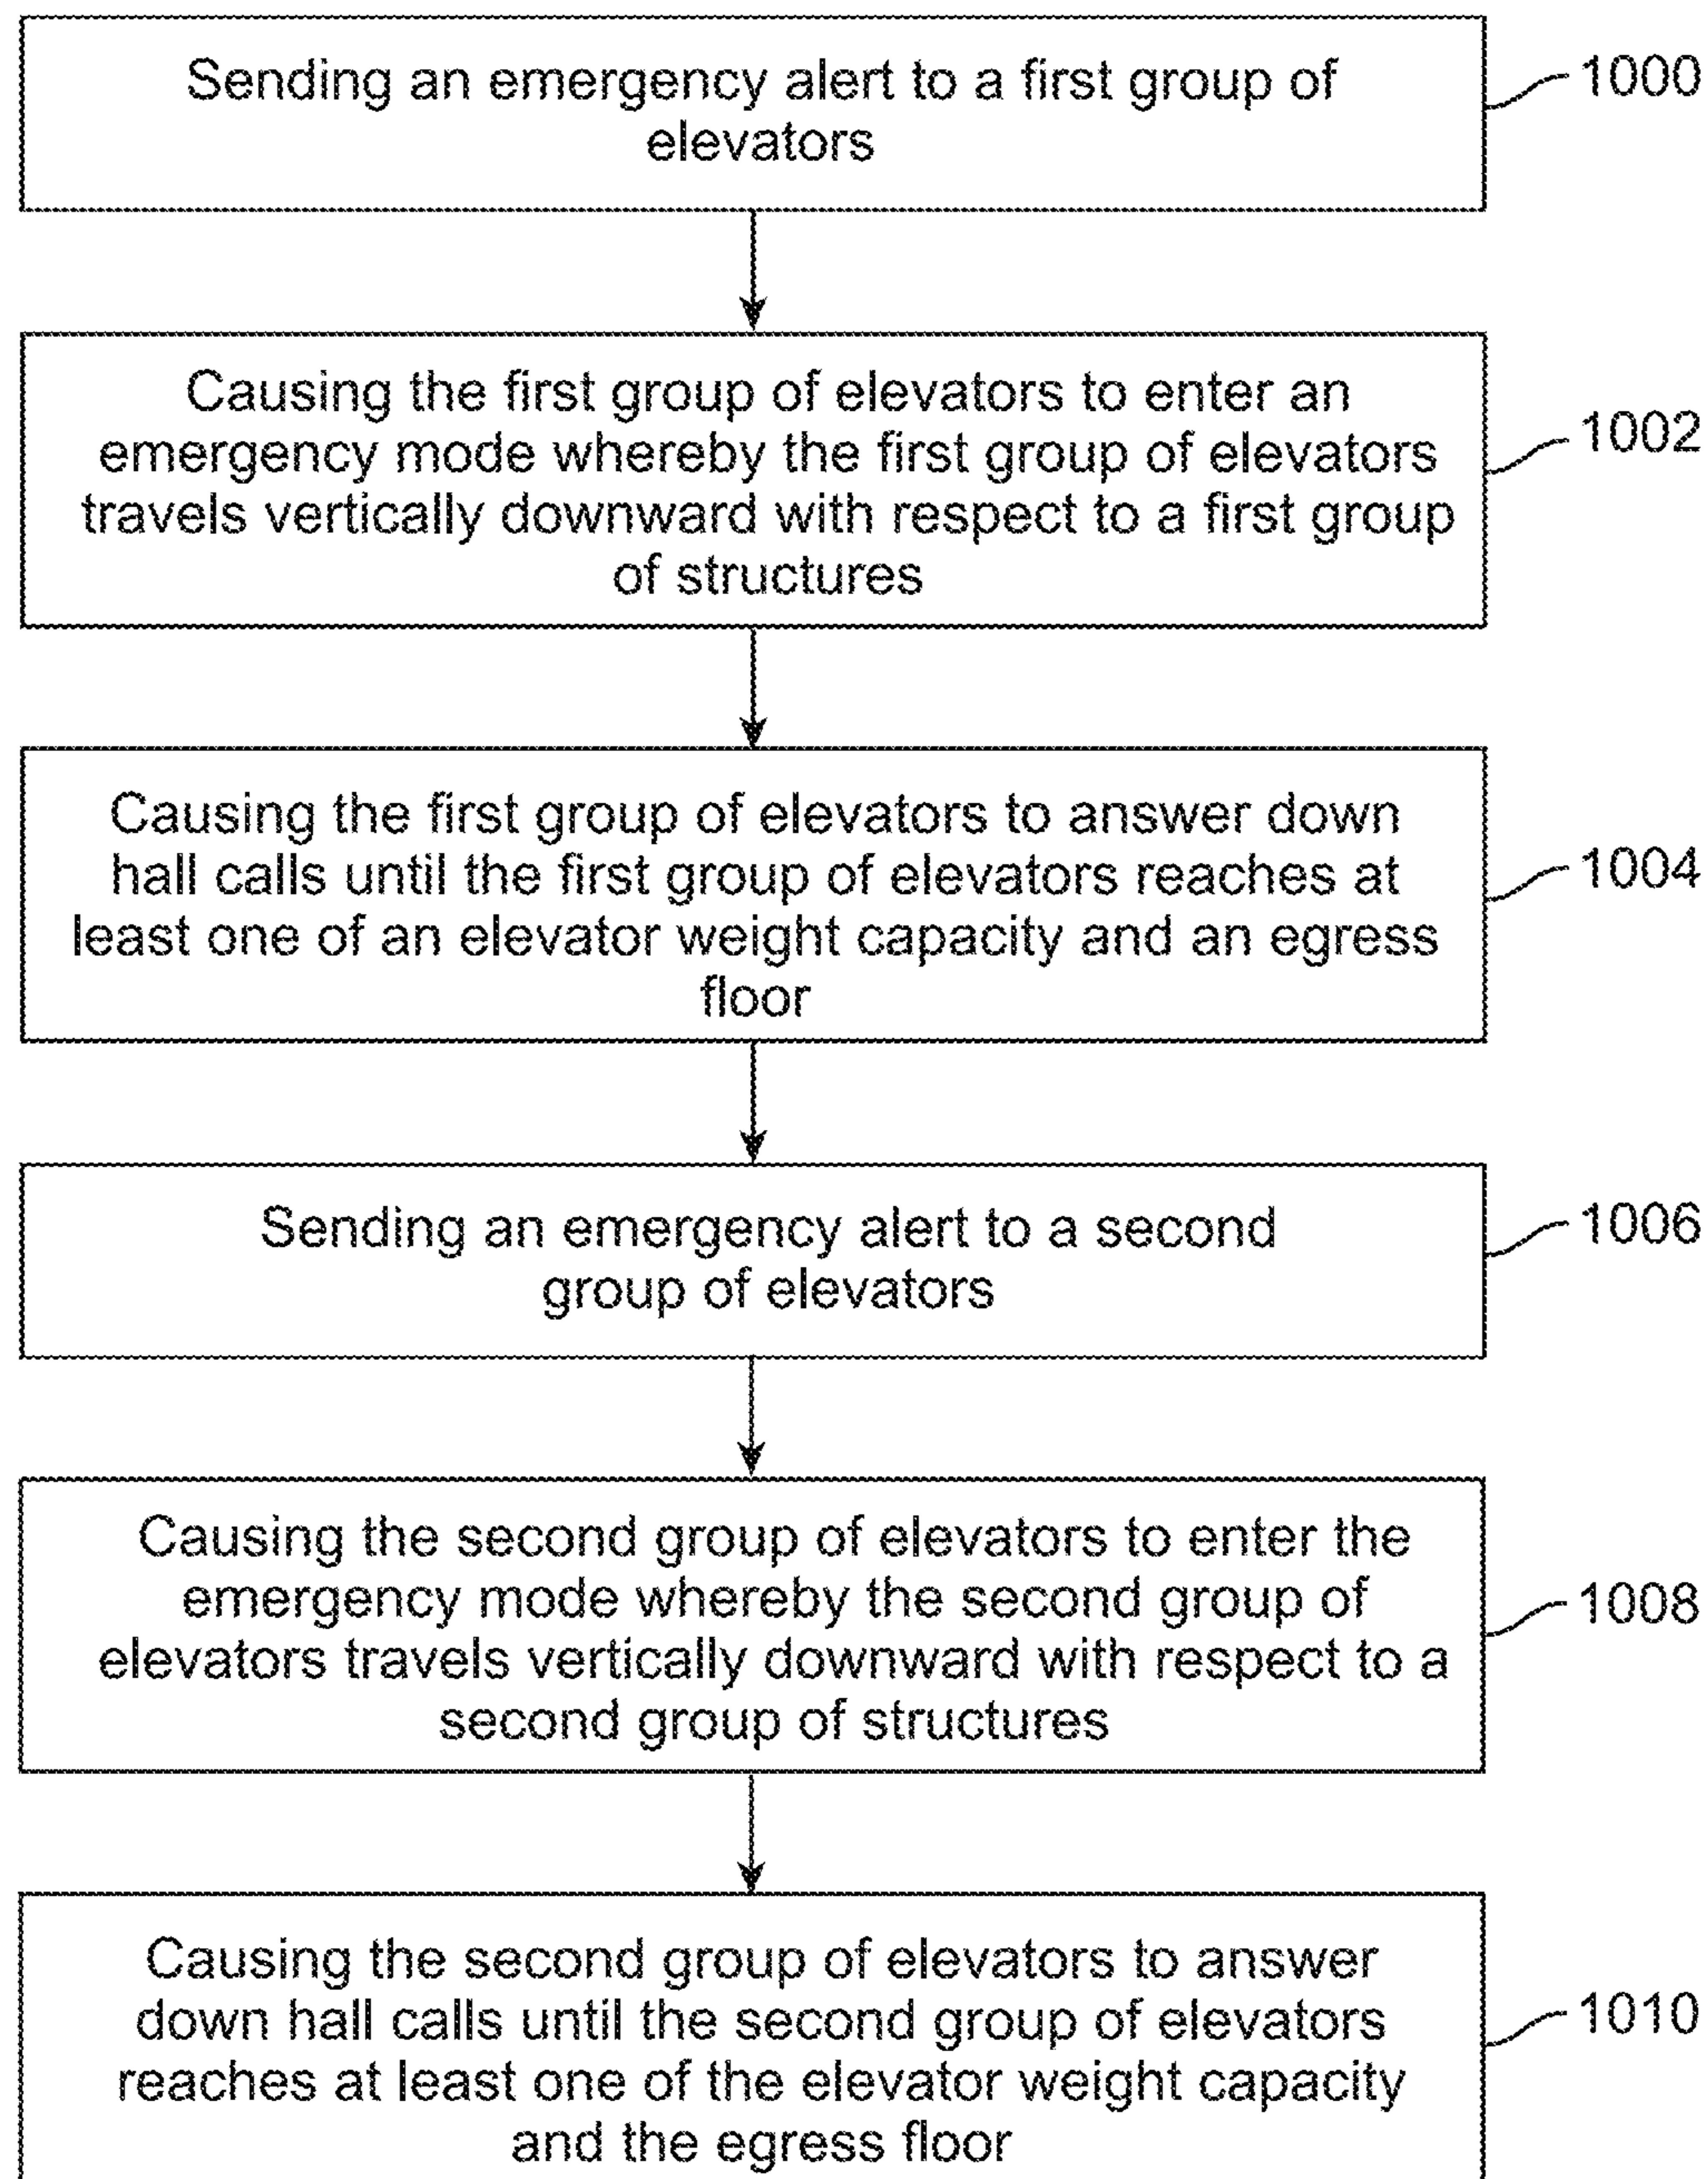 Sending an emergency alert to a first group of
elevators
1000
Causing the first group of elevators to enter an
emergency mode whereby the first group of elevators
travels vertically downward with respect to a first group
of structures
1002
Causing the first group of elevators to answer down
hall calls until the first group of elevators reaches at
least one of an elevator weight capacity and an egress
floor
1004
Sending an emergency alert to a second
group of elevators
1006
Causing the second group of elevators to enter the
emergency mode whereby the second group of
elevators travels vertically downward with respect to a
second group of structures
1008
Causing the second group of elevators to answer
down hall calls until the second group of elevators
reaches at least one of the elevator weight capacity
and the egress floor
1010